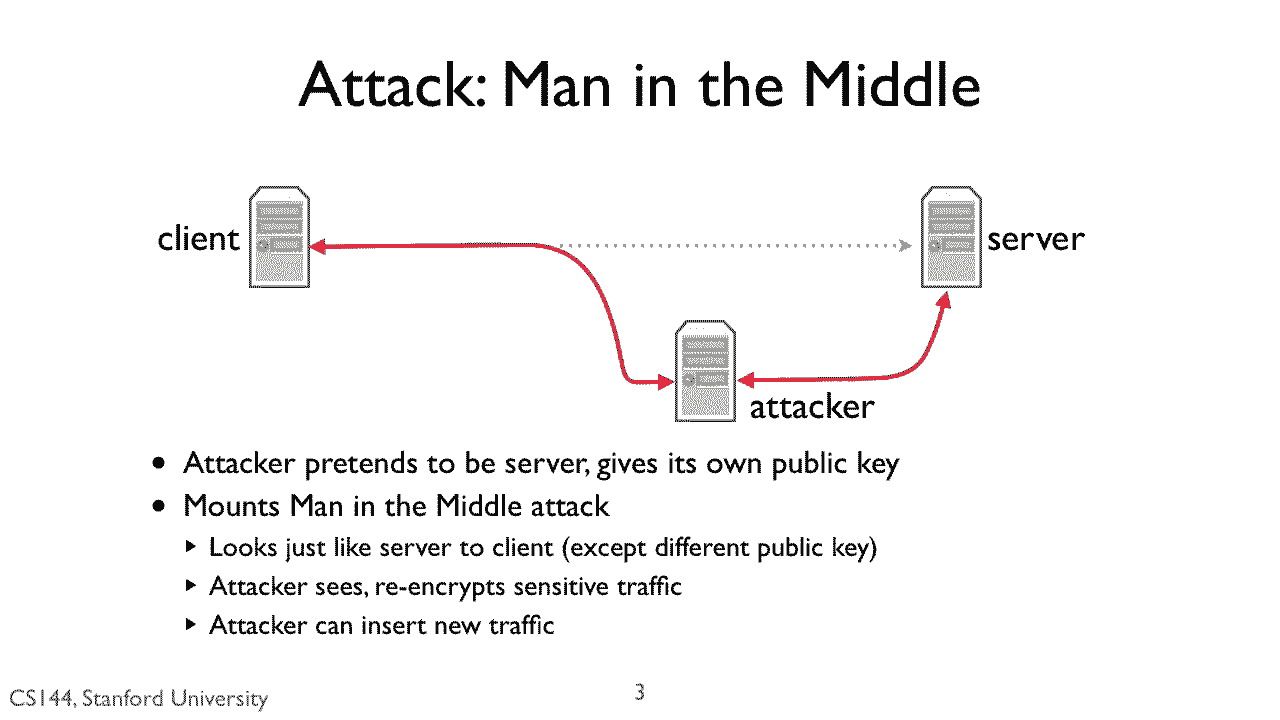 Attack: Man in the Middle
client
server
attacker
• Attacker pretends to be server, gives its own public key
• Mounts Man in the Middle attack
‣ Looks just like server to client (except different public key)
‣ Attacker sees, re-encrypts sensitive traffic
‣ Attacker can insert new traffic
CS144, Stanford University
3